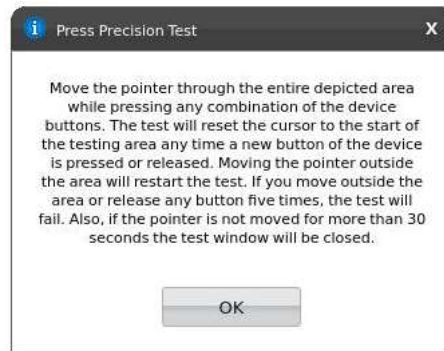 i Press Precision Test X
Move the pointer through the entire depicted area
while pressing any combination of the device
buttons. The test will reset the cursor to the start of
the testing area any time a new button of the device
is pressed or released. Moving the pointer outside
the area will restart the test. If you move outside the
area or release any button five times, the test will
fail. Also, if the pointer is not moved for more than 30
seconds the test window will be closed.
OK